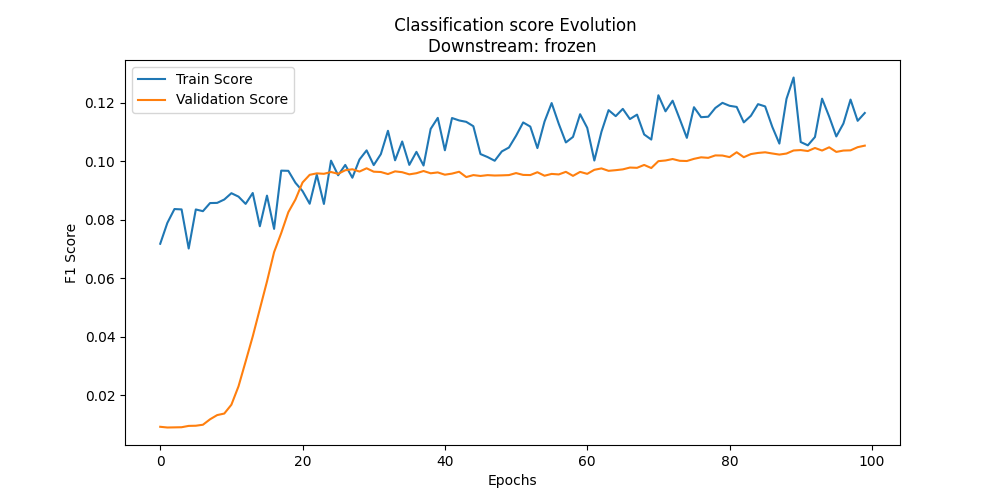 Classification score Evolution
Downstream: frozen
Train Score
Validation Score
F1 Score
0.12
0.10
0.08
0.06
0.04
0.02
0 20 40 60 80 100
Epochs